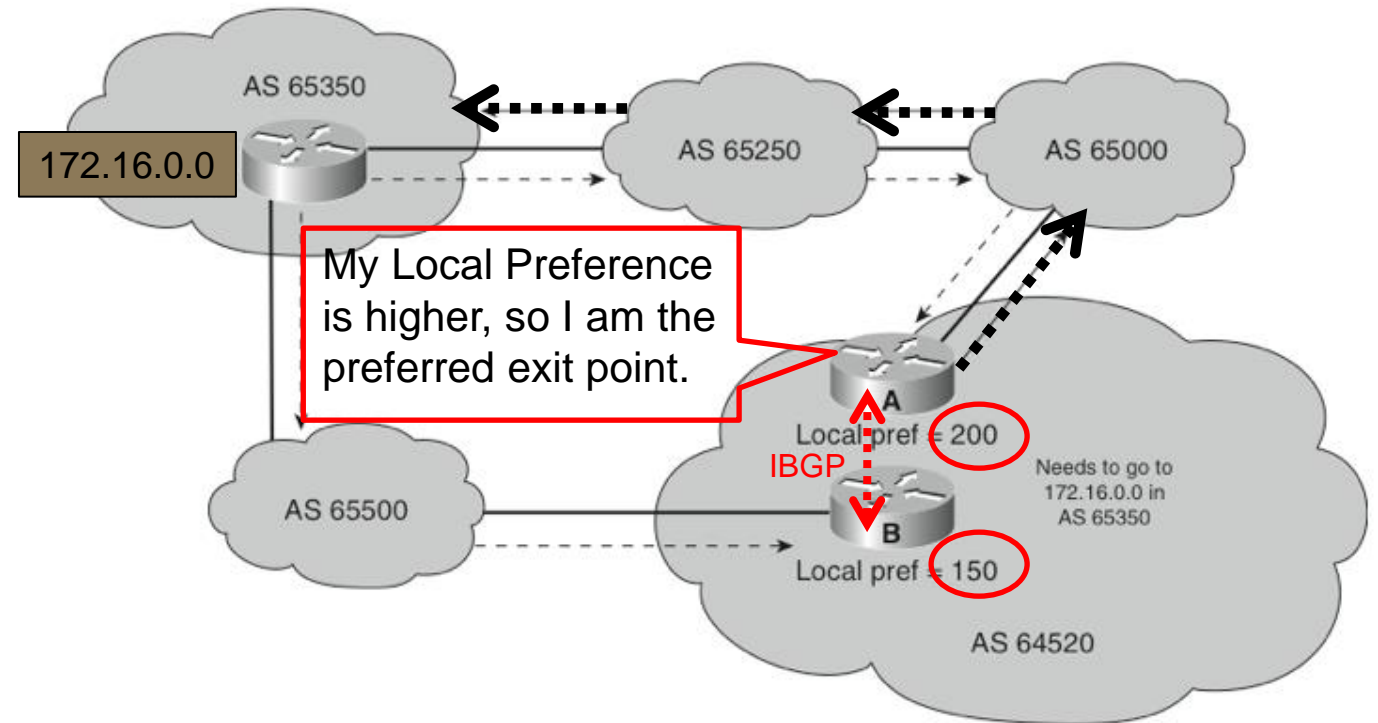 AS 65350
172.16.0.0
AS 65250
AS 65000
My Local Preference
is higher, so I am the
preferred exit point.
A
Local pref = 200
IBGP
Needs to go to
172.16.0.0 in
AS 65350
AS 65500
B
Local pref = 150
AS 64520